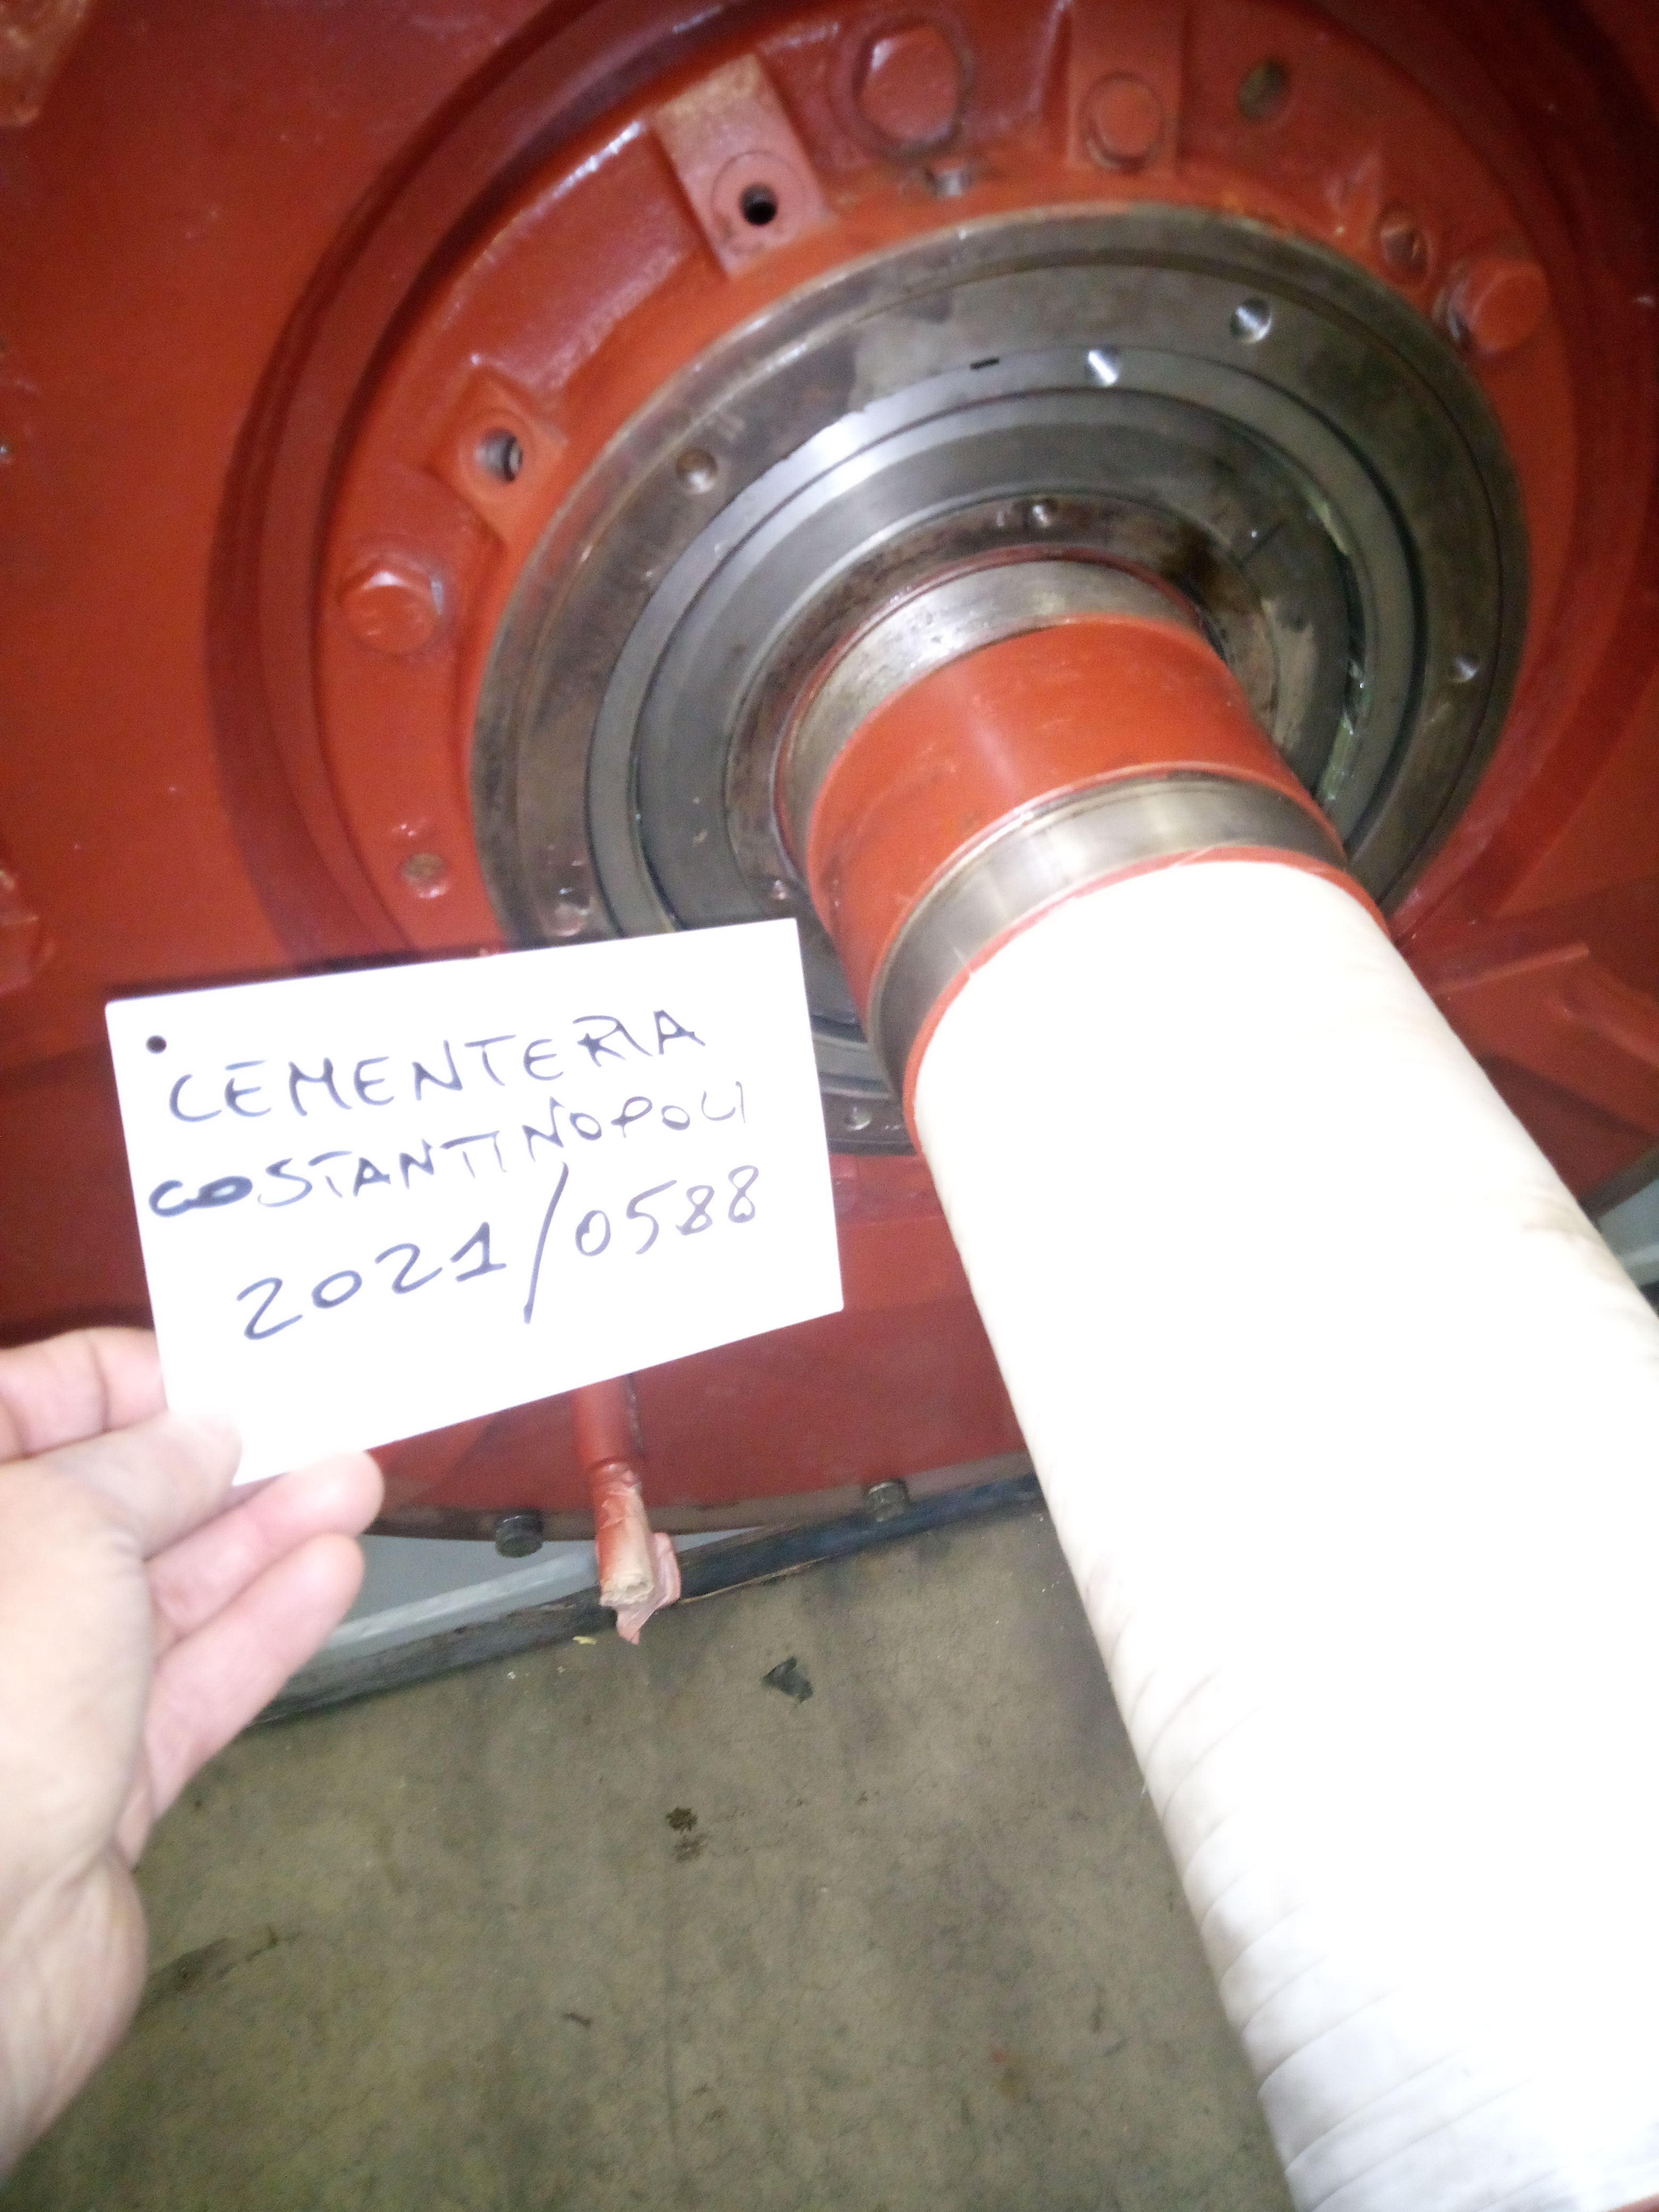 CEMENTERIA
COSTANTINOPOLI
2021/0588